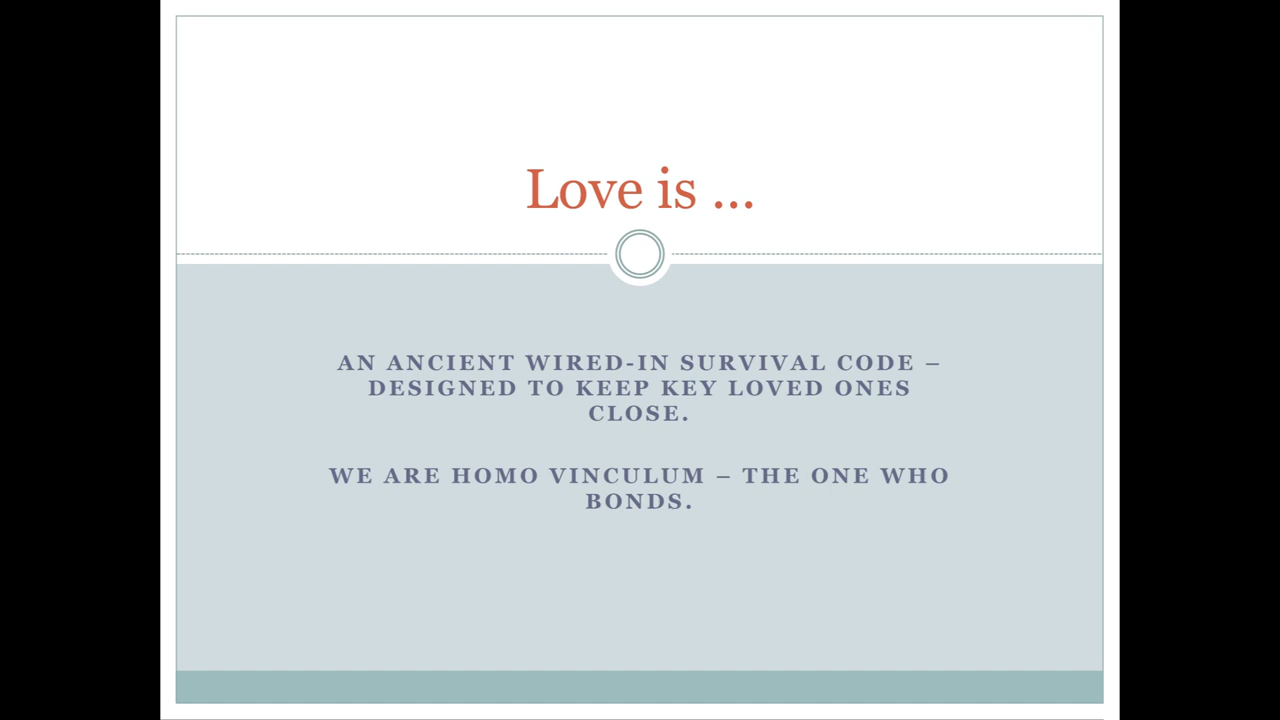 Love is ...
AN ANCIENT WIRED-IN SURVIVAL CODE –
DESIGNED TO KEEP KEY LOVED ONES
CLOSE.
WE ARE HOMO VINCULUM – THE ONE WHO
BONDS.